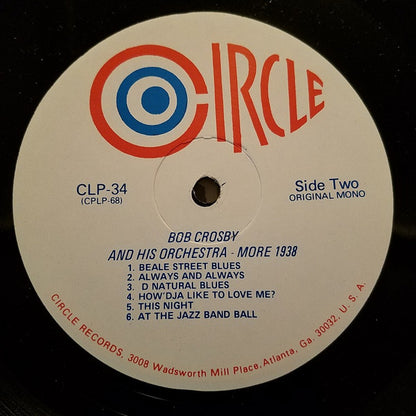 CIRCLE
CLP-34
(CPLP-68)
Side Two
ORIGINAL MONO
BOB CROSBY
AND HIS ORCHESTRA - MORE 1938
1. BEALE STREET BLUES
2. ALWAYS AND ALWAYS
3. D NATURAL BLUES
4. HOW'DJA LIKE TO LOVE ME?
5. THIS NIGHT
6. AT THE JAZZ BAND BALL
CIRCLE RECORDS, 3008 Wadsworth Mill Place, Atlanta, Ga. 30032, U.S.A.